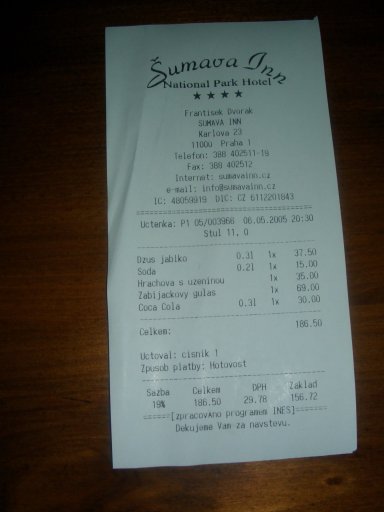 Šumava Inn
National Park Hotel
★★★★
Frantisek Dvorak
SUMAVA INN
Karlova 23
11000 Praha 1
Telefon: 388 402511-19
Fax: 388 402512
Internet: sumavainn.cz
e-mail: info@sumavainn.cz
IC: 48059919 DIC: CZ 6112201843
Uctenka: P1 05/003966 08.05.2005 20:30
Stul 11, 0
Dzus jablko 0.3l 1x 37.50
Soda 0.2l 1x 15.00
Hrachova s uzeninou 1x 35.00
Zabijackovy gulas 1x 69.00
Coca Cola 0.3l 1x 30.00
Celkem: 186.50
Uctoval: cisnik 1
Zpusob platby: Hotovost
Sazba Celkem DPH Zaklad
19% 186.50 29.78 156.72
======[zpracovAno programem INES]======
Dekujeme Vam za navstevu.